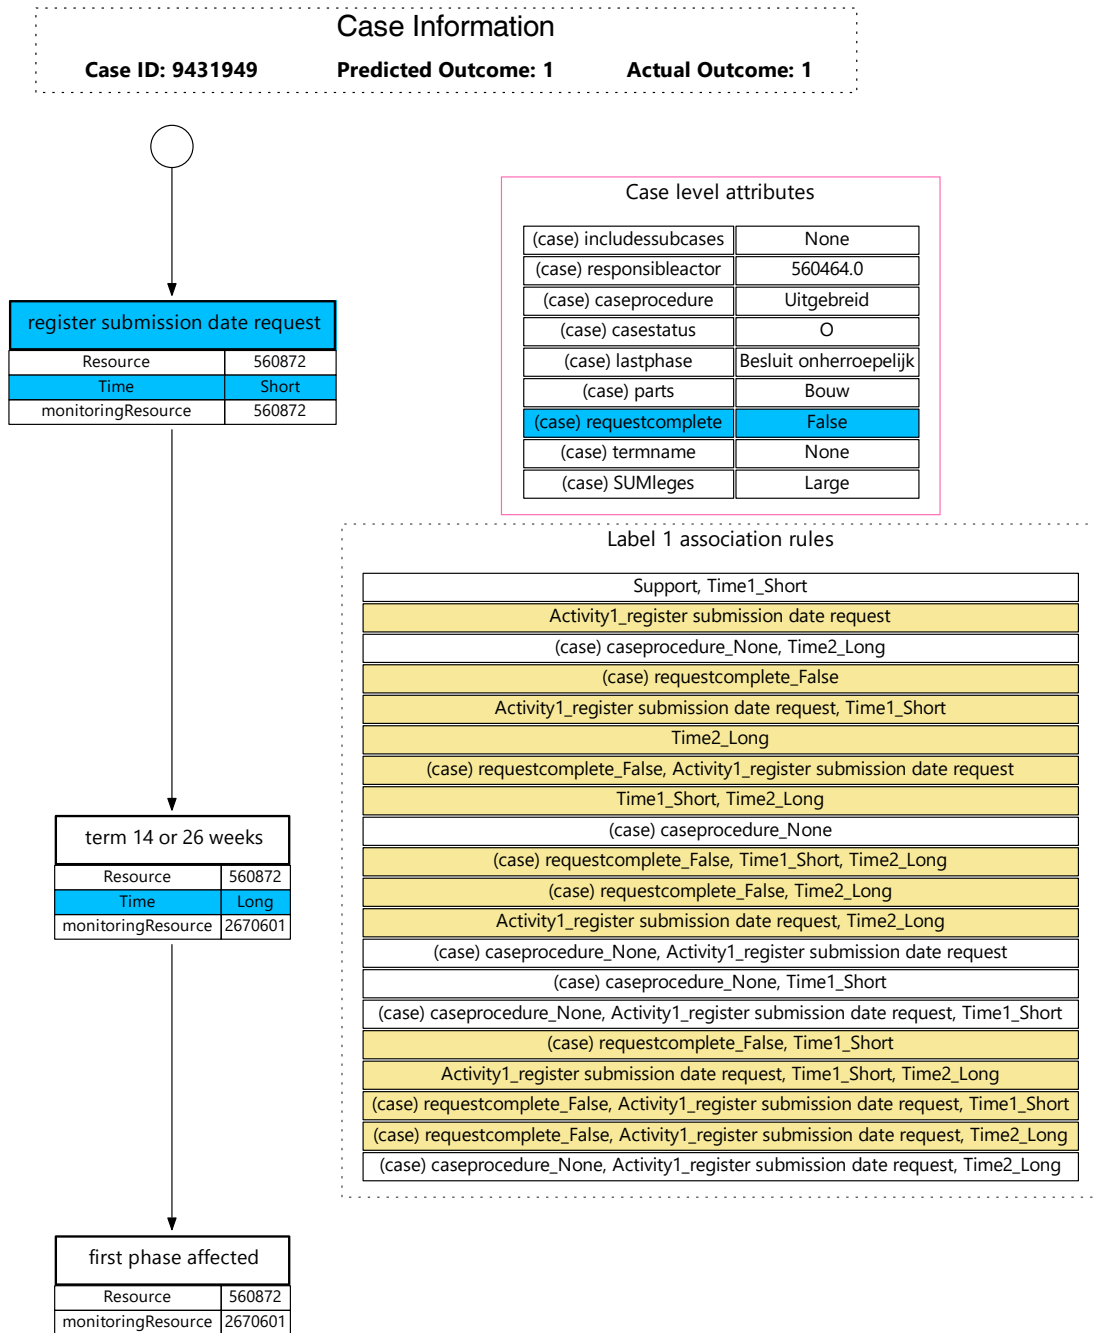 Case Information
Case ID: 9431949 Predicted Outcome: 1 Actual Outcome: 1
Case level attributes
(case) includessubcases None
(case) responsibleactor 560464.0
(case) caseprocedure Uitgebreid
(case) casestatus O
(case) lastphase Besluit onherroepelijk
(case) parts Bouw
(case) requestcomplete False
(case) termname None
(case) SUMleges Large
register submission date request
Resource 560872
Time Short
monitoringResource 560872
Label 1 association rules
Support, Time1_Short
Activity1_register submission date request
(case) caseprocedure_None, Time2_Long
(case) requestcomplete_False
Activity1_register submission date request, Time1_Short
Time2_Long
(case) requestcomplete_False, Activity1_register submission date request
Time1_Short, Time2_Long
(case) caseprocedure_None
(case) requestcomplete_False, Time1_Short, Time2_Long
(case) requestcomplete_False, Time2_Long
Activity1_register submission date request, Time2_Long
(case) caseprocedure_None, Activity1_register submission date request
(case) caseprocedure_None, Time1_Short
(case) caseprocedure_None, Activity1_register submission date request, Time1_Short
(case) requestcomplete_False, Time1_Short
Activity1_register submission date request, Time1_Short, Time2_Long
(case) requestcomplete_False, Activity1_register submission date request, Time1_Short
(case) requestcomplete_False, Activity1_register submission date request, Time2_Long
(case) caseprocedure_None, Activity1_register submission date request, Time2_Long
term 14 or 26 weeks
Resource 560872
Time Long
monitoringResource 2670601
first phase affected
Resource 560872
monitoringResource 2670601